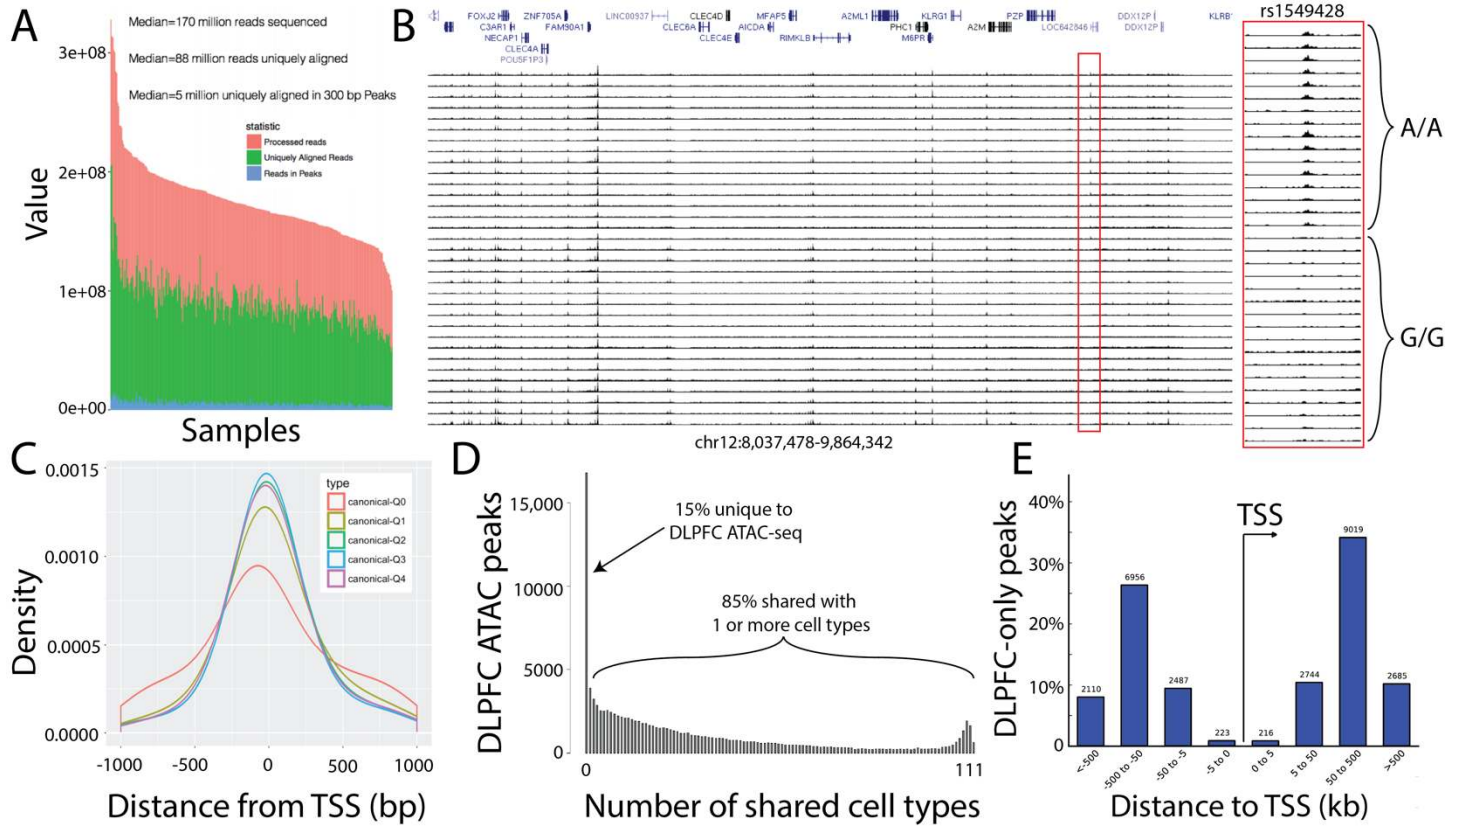 A
Median=170 million reads sequenced
Median=88 million reads uniquely aligned
Median=5 million uniquely aligned in 300 bp Peaks
statistic
Processed reads
Uniquely Aligned Reads
Reads in Peaks
Value
3e+08
2e+08
1e+08
0e+00
Samples
B
FOXJ2 ZNF705A LINC00937 CLEC4D MFAP5 A2ML1 KLRG1 PZP DDX12P KLRB1
C3AR1 FAM90A1 CLEC6A AICDA PHC1 A2M LOC642846 DDX12P
NECAP1 CLEC4E RIMKLB M6PR
CLEC4A
POU5F1P3
chr12:8,037,478-9,864,342
rs1549428
A/A
G/G
C
0.0015
0.0010
0.0005
0.0000
Density
type
canonical-Q0
canonical-Q1
canonical-Q2
canonical-Q3
canonical-Q4
-1000 -500 0 500 1000
Distance from TSS (bp)
D
DLPFC ATAC peaks
15,000
10000
5000
0
15% unique to
DLPFC ATAC-seq
85% shared with
1 or more cell types
0 111
Number of shared cell types
E
DLPFC-only peaks
40%
30%
20%
10%
0
TSS
2110 6956 2487 223 216 2744 9019 2685
<-500 -500 to -50 -50 to -5 -5 to 0 0 to 5 5 to 50 50 to 500 >500
Distance to TSS (kb)